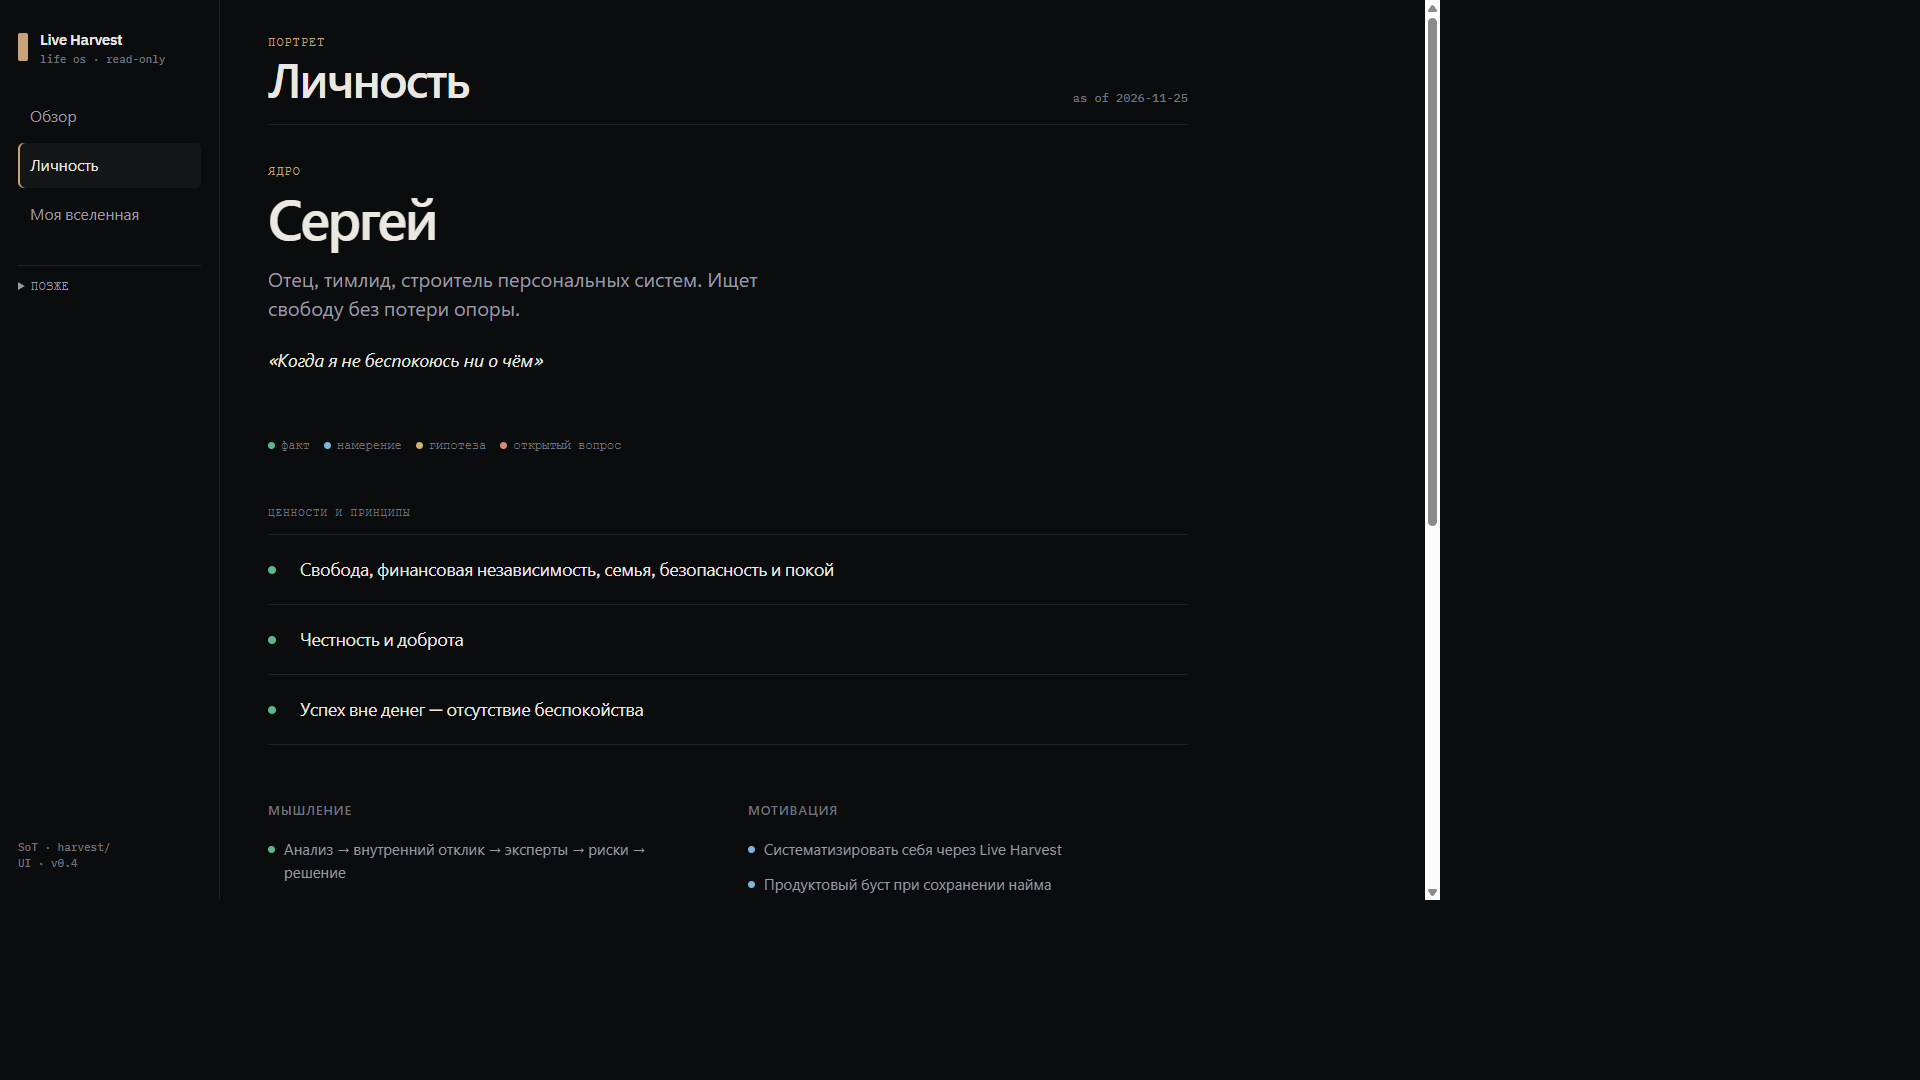 Live Harvest
life os · read-only
Обзор
Личность
Моя вселенная
ПОЗЖЕ
SoT · harvest/
UI · v0.4
ПОРТРЕТ
Личность
as of 2026-11-25
ЯДРО
Сергей
Отец, тимлид, строитель персональных систем. Ищет
свободу без потери опоры.
«Когда я не беспокоюсь ни о чём»
факт намерение гипотеза открытый вопрос
ЦЕННОСТИ И ПРИНЦИПЫ
Свобода, финансовая независимость, семья, безопасность и покой
Честность и доброта
Успех вне денег — отсутствие беспокойства
МЫШЛЕНИЕ
Анализ → внутренний отклик → эксперты → риски →
решение
МОТИВАЦИЯ
Систематизировать себя через Live Harvest
Продуктовый буст при сохранении найма